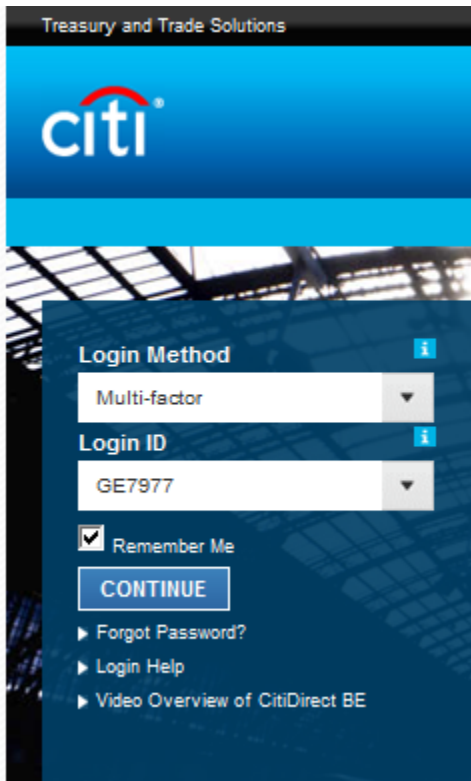 Treasury and Trade Solutions
citi®
Login Method
Multi-factor
Login ID
GE7977
Remember Me
CONTINUE
Forgot Password?
Login Help
Video Overview of CitiDirect BE